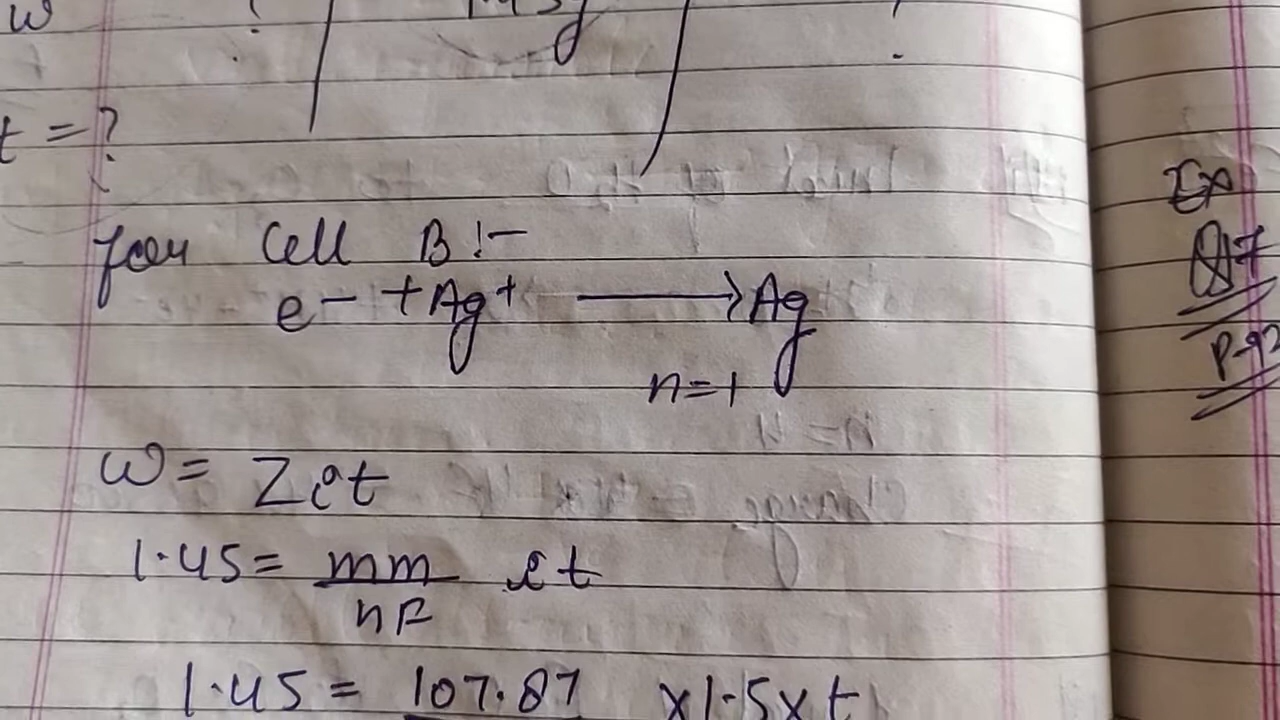 w ?
t = ?
for Cell B :-
e- + Ag+ ⟶ Ag
n=1
w = Zit
1.45 = mm/nF it
1.45 = 107.87 x1.5xt
Ex
Q17
P-92